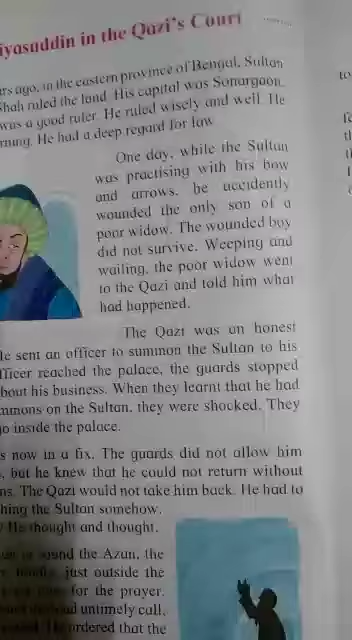 iyasuddin in the Qazi's Court
ars ago, in the eastern province of Bengal, Sultan
Shah ruled the land. His capital was Sonargaon.
was a good ruler. He ruled wisely and well. He
rning. He had a deep regard for law.
One day, while the Sultan
was practising with his bow
and arrows, he accidently
wounded the only son of a
poor widow. The wounded boy
did not survive. Weeping and
wailing, the poor widow went
to the Qazi and told him what
had happened.
The Qazi was on honest
He sent an officer to summon the Sultan to his
fficer reached the palace, the guards stopped
bout his business. When they learnt that he had
mmons on the Sultan, they were shocked. They
go inside the palace.
s now in a fix. The guards did not allow him
, but he knew that he could not return without
ns. The Qazi would not take him back. He had to
hing the Sultan somehow.
He thought and thought.
sound the Azan, the
just outside the
for the prayer.
untimely call,
ordered that the
to